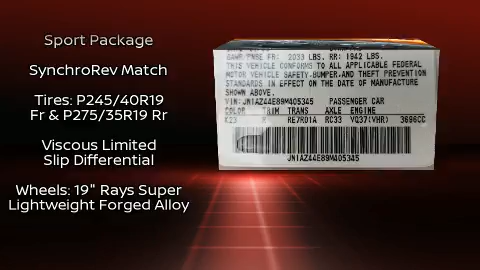 Sport Package
SynchroRev Match
Tires: P245/40R19
Fr & P275/35R19 Rr
Viscous Limited
Slip Differential
Wheels: 19" Rays Super
Lightweight Forged Alloy
GAWR/PNBE FR: 2033 LBS. RR: 1942 LBS.
THIS VEHICLE CONFORMS TO ALL APPLICABLE FEDERAL
MOTOR VEHICLE SAFETY,BUMPER,AND THEFT PREVENTION
STANDARDS IN EFFECT ON THE DATE OF MANUFACTURE
SHOWN ABOVE.
VIN:JN1AZ44E89M405345 PASSENGER CAR
COLOR TRIM TRANS AXLE ENGINE
K23 RE7R01A RC33 VQ37(VHR) 3696CC
JN1AZ44E89M405345